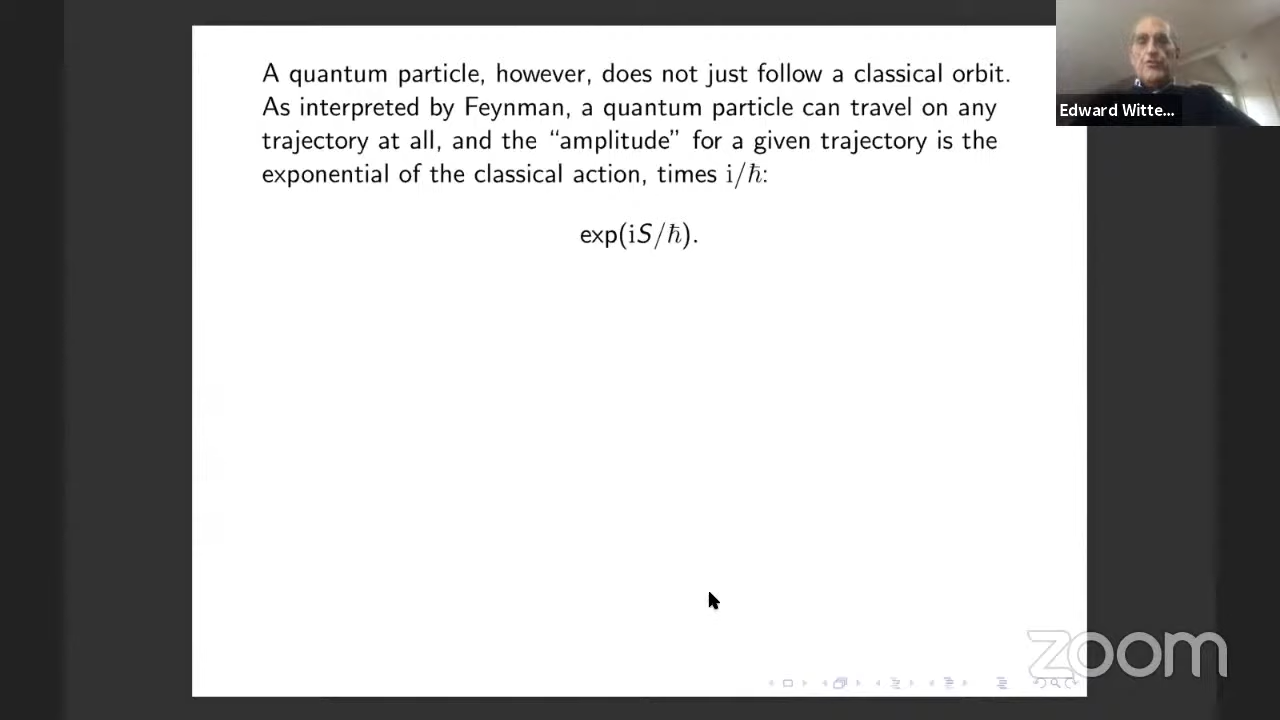 A quantum particle, however, does not just follow a classical orbit.
As interpreted by Feynman, a quantum particle can travel on any
trajectory at all, and the “amplitude” for a given trajectory is the
exponential of the classical action, times i/ħ:
exp(iS/ħ).
Edward Witte...
zoom